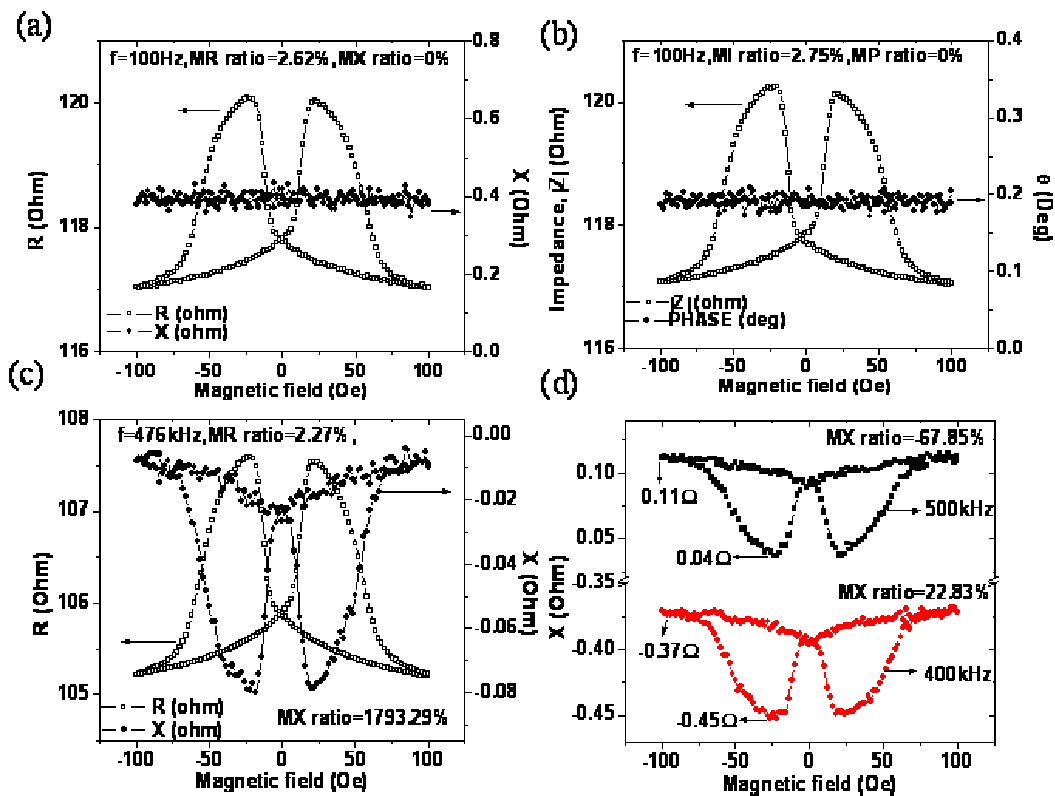 (a)
f=100Hz,MR ratio=2.62%,MX ratio=0%
120
118
116
R (Ohm)
0.8
0.6
0.4
0.2
0.0
X (Ohm)
R (ohm)
X (ohm)
-100 -50 0 50 100
Magnetic field (Oe)
(b)
f=100Hz,MI ratio=2.75%,MP ratio=0%
120
118
116
Impedance, |Z| (Ohm)
0.4
0.3
0.2
0.1
0.0
θ (Deg)
|Z| (ohm)
PHASE (deg)
-100 -50 0 50 100
Magnetic field (Oe)
(c)
f=476kHz,MR ratio=2.27%,
108
107
106
105
R (Ohm)
0.00
-0.02
-0.04
-0.06
-0.08
X (Ohm)
R (ohm)
X (ohm)
MX ratio=1793.29%
-100 -50 0 50 100
Magnetic field (Oe)
(d)
MX ratio=-67.85%
0.10
0.05
-0.35
-0.40
-0.45
X (Ohm)
0.11Ω
500kHz
0.04Ω
MX ratio=22.83%
-0.37Ω
400kHz
-0.45Ω
-100 -50 0 50 100
Magnetic field (Oe)